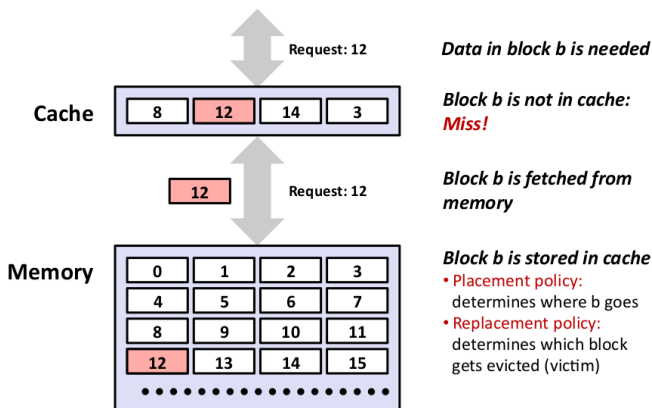 Request: 12
Data in block b is needed
Cache
8 12 14 3
Block b is not in cache:
Miss!
12
Request: 12
Block b is fetched from
memory
Memory
0 1 2 3
4 5 6 7
8 9 10 11
12 13 14 15
Block b is stored in cache
• Placement policy:
determines where b goes
• Replacement policy:
determines which block
gets evicted (victim)